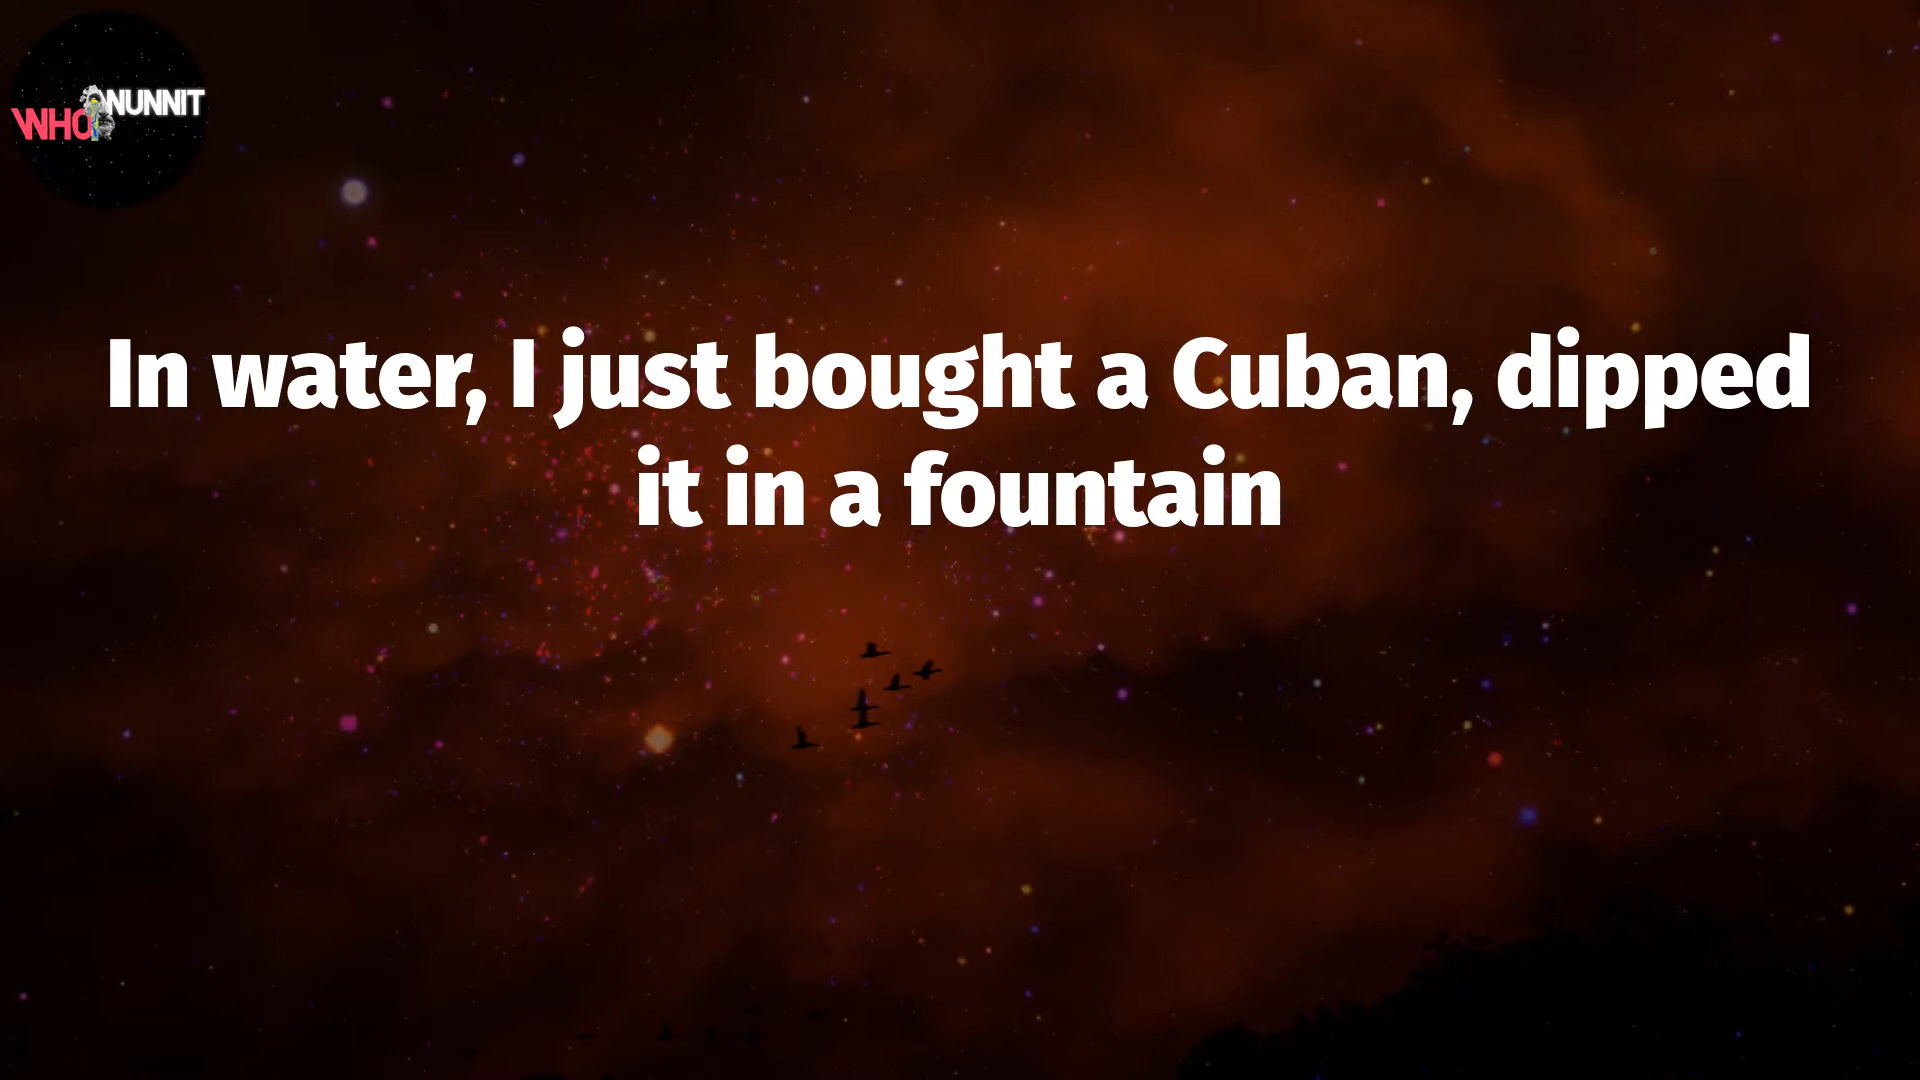 WHO NUNNIT
In water, I just bought a Cuban, dipped
it in a fountain